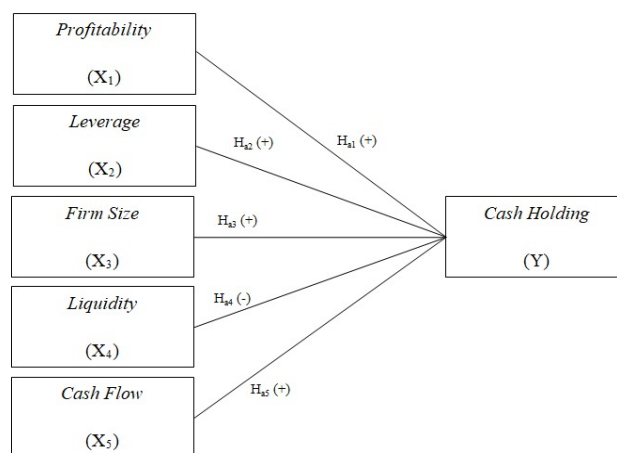 Profitability
(X₁)
Leverage
(X₂)
Firm Size
(X₃)
Liquidity
(X₄)
Cash Flow
(X₅)
Hₐ₁ (+)
Hₐ₂ (+)
Hₐ₃ (+)
Hₐ₄ (-)
Hₐ₅ (+)
Cash Holding
(Y)